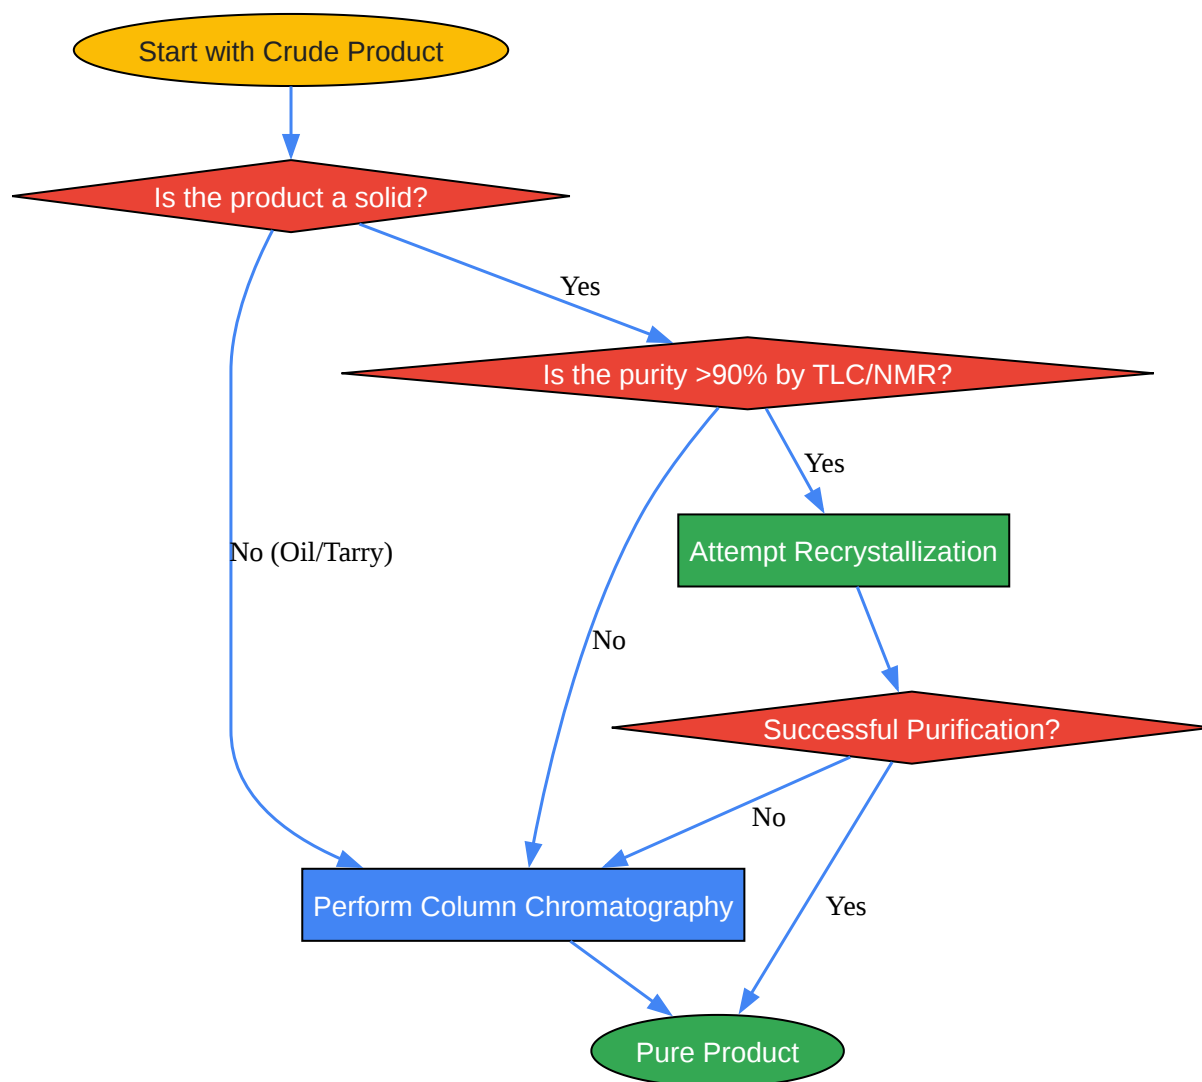 Start with Crude Product
Is the product a solid?
Yes
Is the purity >90% by TLC/NMR?
Yes
No (Oil/Tarry)
Attempt Recrystallization
No
Successful Purification?
No
Yes
Perform Column Chromatography
Pure Product